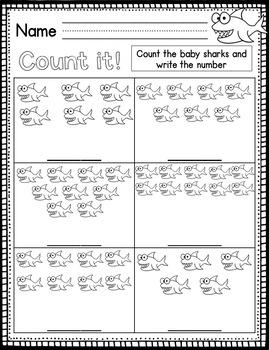 Name
Count it!
Count the baby sharks and
write the number